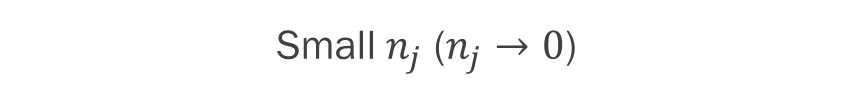 Small 𝑛ⱼ (𝑛ⱼ → 0)